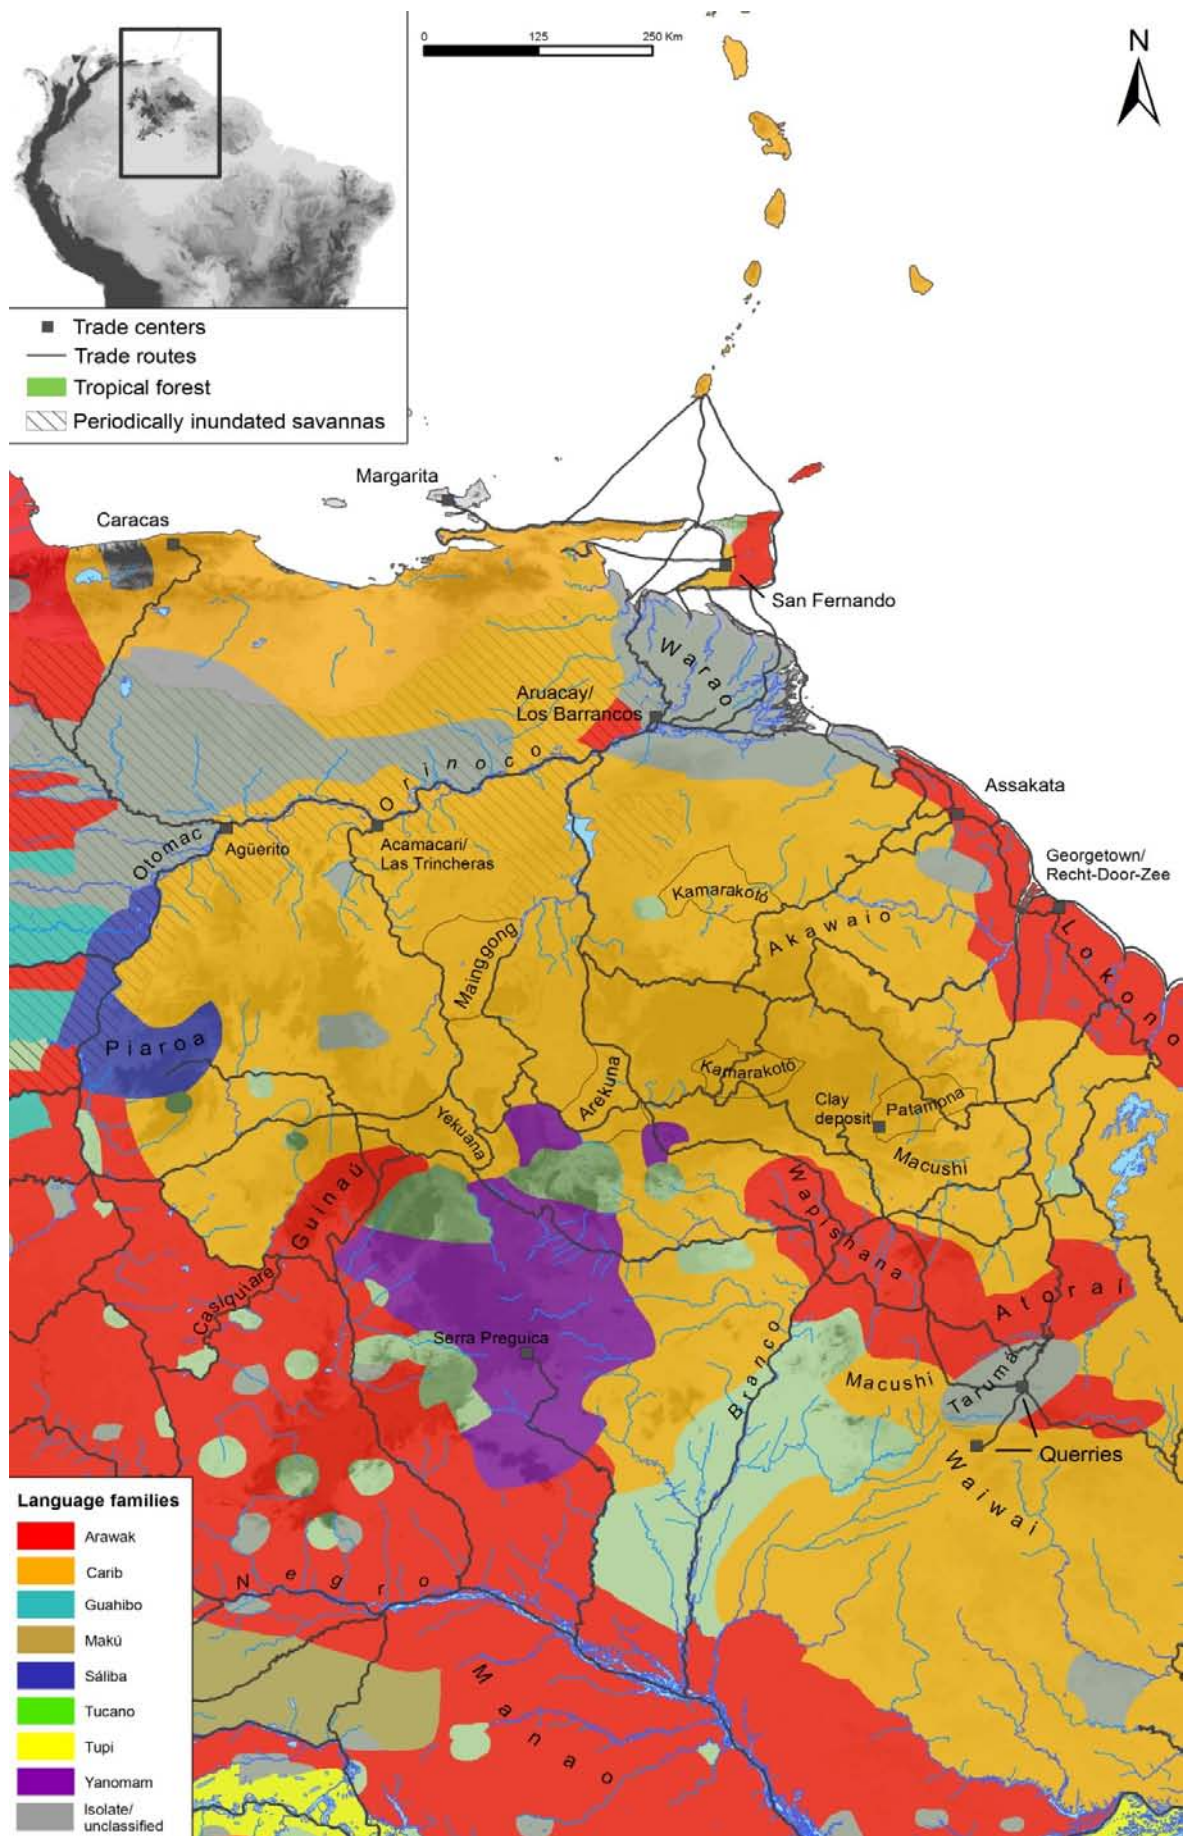 0
125
250 Km
N
Trade centers
Trade routes
Tropical forest
Periodically inundated savannas
Margarita
Caracas
San Fernando
Warao
Aruacay/
Los Barrancos
Orinoco
Assakata
Otomac
Agüerito
Acamacari/
Las Trincheras
Georgetown/
Recht-Door-Zee
Kamarakotó
Akawaio
Lokono
Mainggong
Piaroa
Kamarakotó
Arekuna
Clay
deposit
Patamona
Yekuana
Macushi
Guinaú
Wapishana
Casiquiare
Atorai
Serra Preguica
Branco
Macushi
Tarumá
Querries
Waiwai
Negro
Manao
Language families
Arawak
Carib
Guahibo
Makú
Sáliba
Tucano
Tupi
Yanomam
Isolate/
unclassified